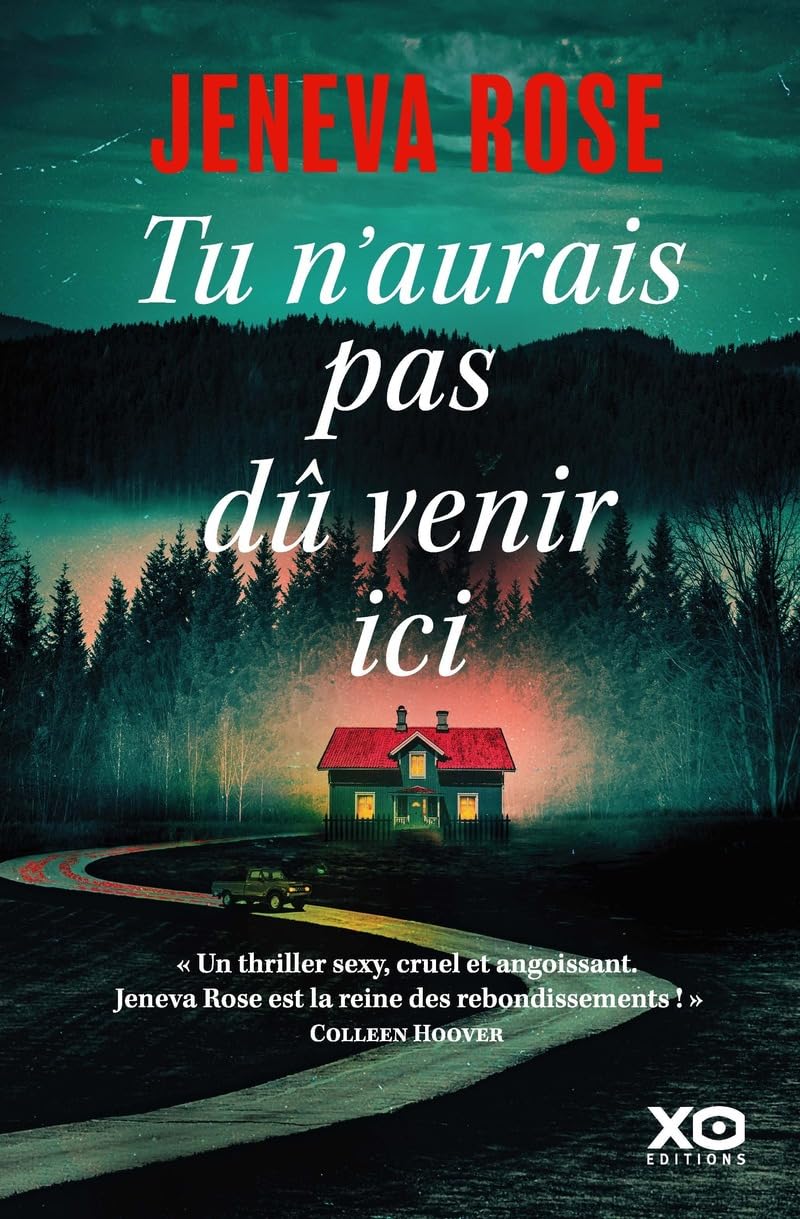 JENEVA ROSE
Tu n’aurais
pas
dû venir
ici
« Un thriller sexy, cruel et angoissant.
Jeneva Rose est la reine des rebondissements ! »
COLLEEN HOOVER
XO
EDITIONS